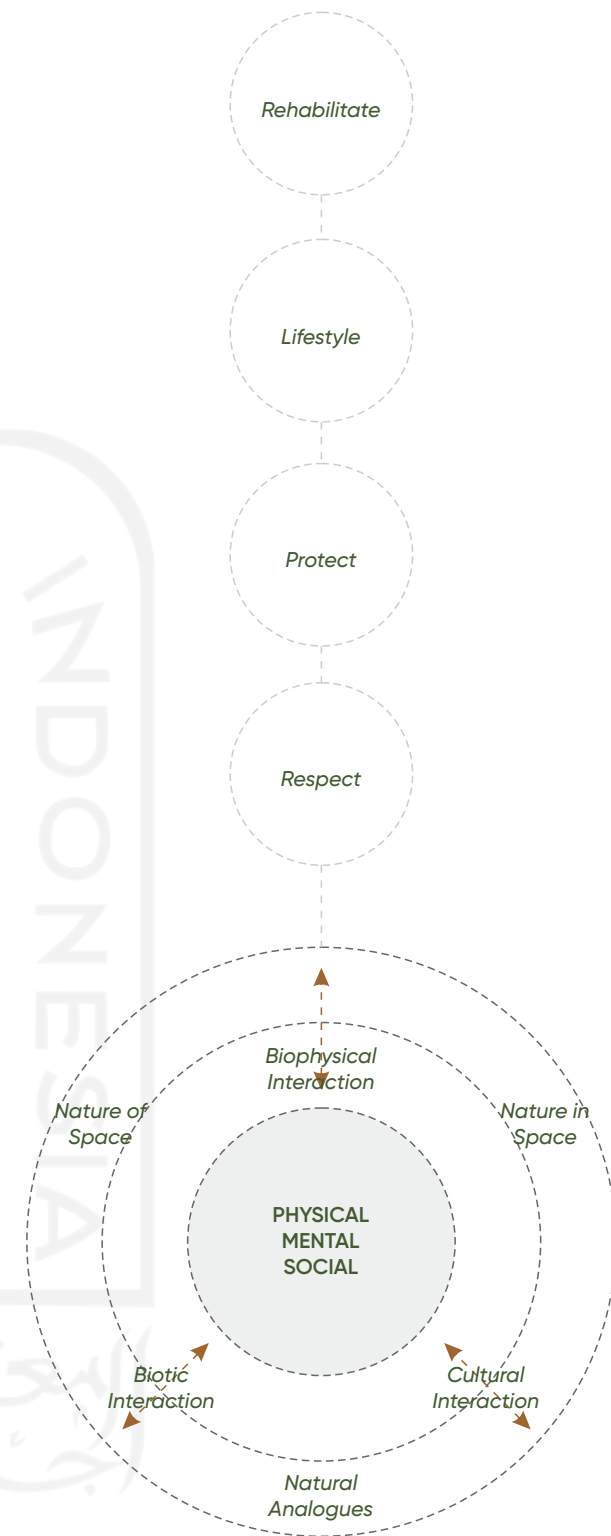 Rehabilitate
Lifestyle
Protect
Respect
Biophysical
Interaction
Nature of
Space
Nature in
Space
PHYSICAL
MENTAL
SOCIAL
Biotic
Interaction
Cultural
Interaction
Natural
Analogues
INDONESIA